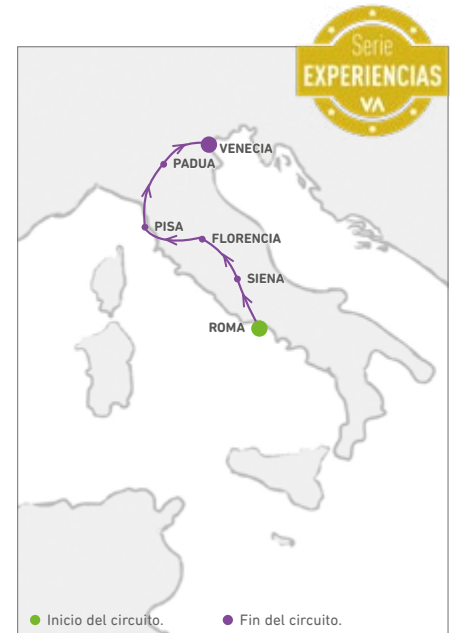 Serie
EXPERIENCIAS
VA
VENECIA
PADUA
PISA
FLORENCIA
SIENA
ROMA
Inicio del circuito.
Fin del circuito.